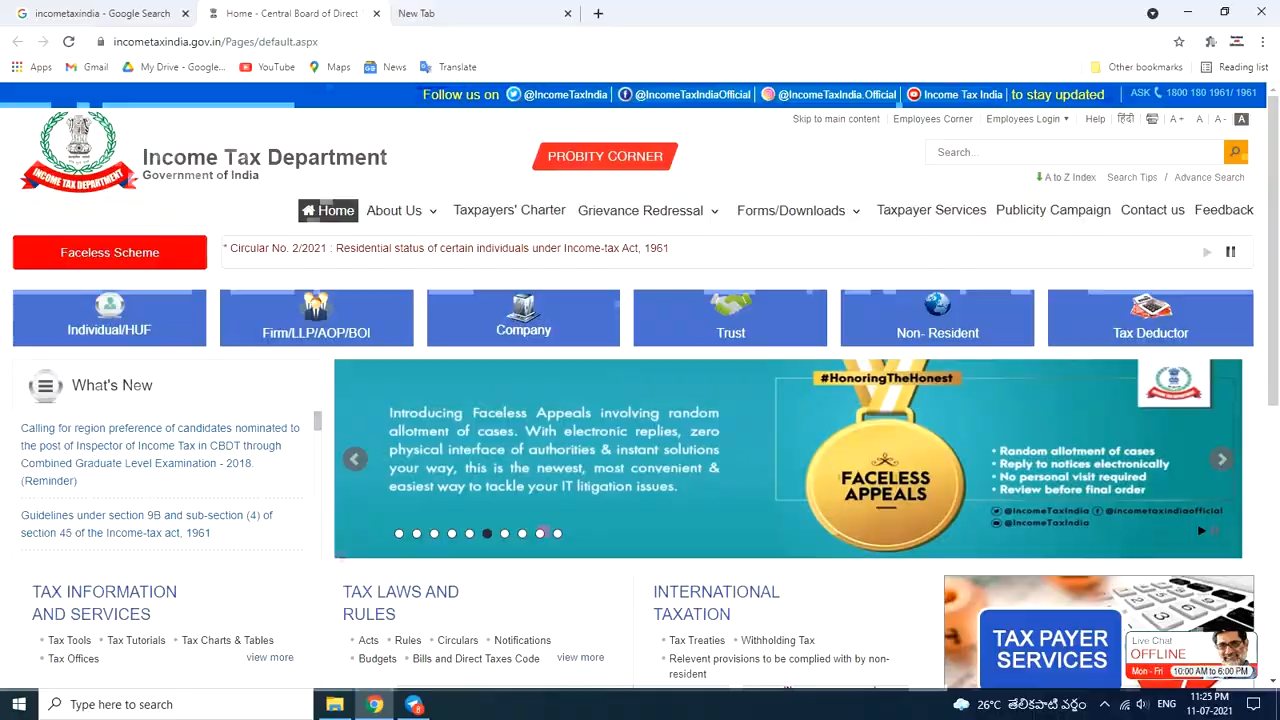 incometaxindia - Google Search
Home - Central Board of Direct
New Tab
incometaxindia.gov.in/Pages/default.aspx
Apps Gmail My Drive - Google... YouTube Maps News Translate Other bookmarks Reading list
Follow us on @IncomeTaxIndia @IncomeTaxIndiaOfficial @IncomeTaxIndia.Official Income Tax India to stay updated
ASK 1800 180 1961/ 1961
Skip to main content Employees Corner Employees Login Help हिंदी A+ A A- A
INCOME TAX DEPARTMENT
Income Tax Department
Government of India
PROBITY CORNER
Search...
A to Z Index Search Tips / Advance Search
Home About Us Taxpayers' Charter Grievance Redressal Forms/Downloads Taxpayer Services Publicity Campaign Contact us Feedback
Faceless Scheme
* Circular No. 2/2021 : Residential status of certain individuals under Income-tax Act, 1961
Individual/HUF Firm/LLP/AOP/BOI Company Trust Non- Resident Tax Deductor
What's New
Calling for region preference of candidates nominated to
the post of Inspector of Income Tax in CBDT through
Combined Graduate Level Examination - 2018.
(Reminder)
Guidelines under section 9B and sub-section (4) of
section 45 of the Income-tax act, 1961
Introducing Faceless Appeals involving random
allotment of cases. With electronic replies, zero
physical interface of authorities & instant solutions
your way, this is the newest, most convenient &
easiest way to tackle your IT litigation issues.
#HonoringTheHonest
FACELESS
APPEALS
• Random allotment of cases
• Reply to notices electronically
• No personal visit required
• Review before final order
@IncomeTaxIndia @incometaxindiaofficial
@IncomeTaxIndia
TAX INFORMATION
AND SERVICES
Tax Tools Tax Tutorials Tax Charts & Tables
Tax Offices view more
TAX LAWS AND
RULES
Acts Rules Circulars Notifications
Budgets Bills and Direct Taxes Code view more
INTERNATIONAL
TAXATION
Tax Treaties Withholding Tax
Relevent provisions to be complied with by non-
resident
TAX PAYER
SERVICES
Live Chat
OFFLINE
Mon - Fri 10:00 AM to 6:00 PM
Type here to search
8
26°C తేలికపాటి వర్షం ENG
11:25 PM
11-07-2021